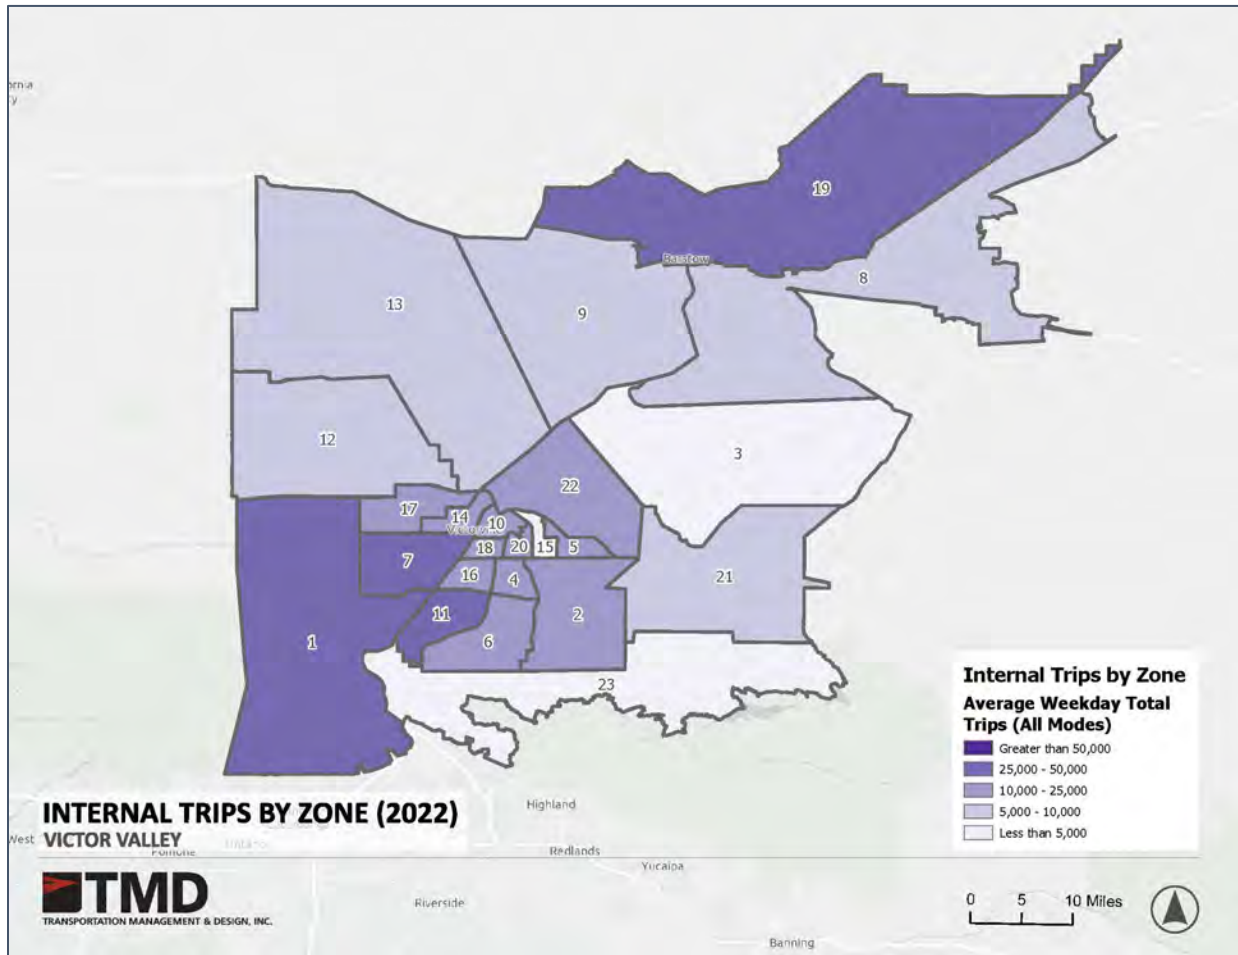 ornia
y
19
Barstow
8
13
9
12
3
22
17
14
10
18
20
15
5
7
21
16
4
11
2
1
6
23
Internal Trips by Zone
Average Weekday Total
Trips (All Modes)
Greater than 50,000
25,000 - 50,000
10,000 - 25,000
5,000 - 10,000
Less than 5,000
INTERNAL TRIPS BY ZONE (2022)
VICTOR VALLEY
Highland
West
Redlands
Yucaipa
TMD
TRANSPORTATION MANAGEMENT & DESIGN, INC.
Riverside
0 5 10 Miles
Banning